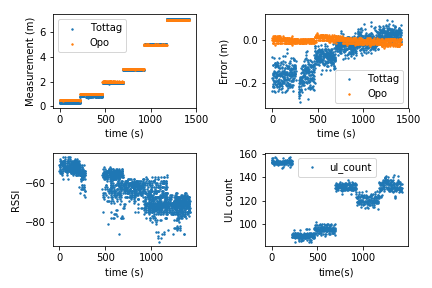 Measurement (m)
6
4
2
0
Tottag
Opo
0
500
1000
1500
time (s)
Error (m)
0.0
−0.2
Tottag
Opo
0
500
1000
1500
time (s)
RSSI
−60
−80
0
500
1000
1500
time (s)
UL count
160
140
120
100
ul_count
0
500
1000
1500
time(s)